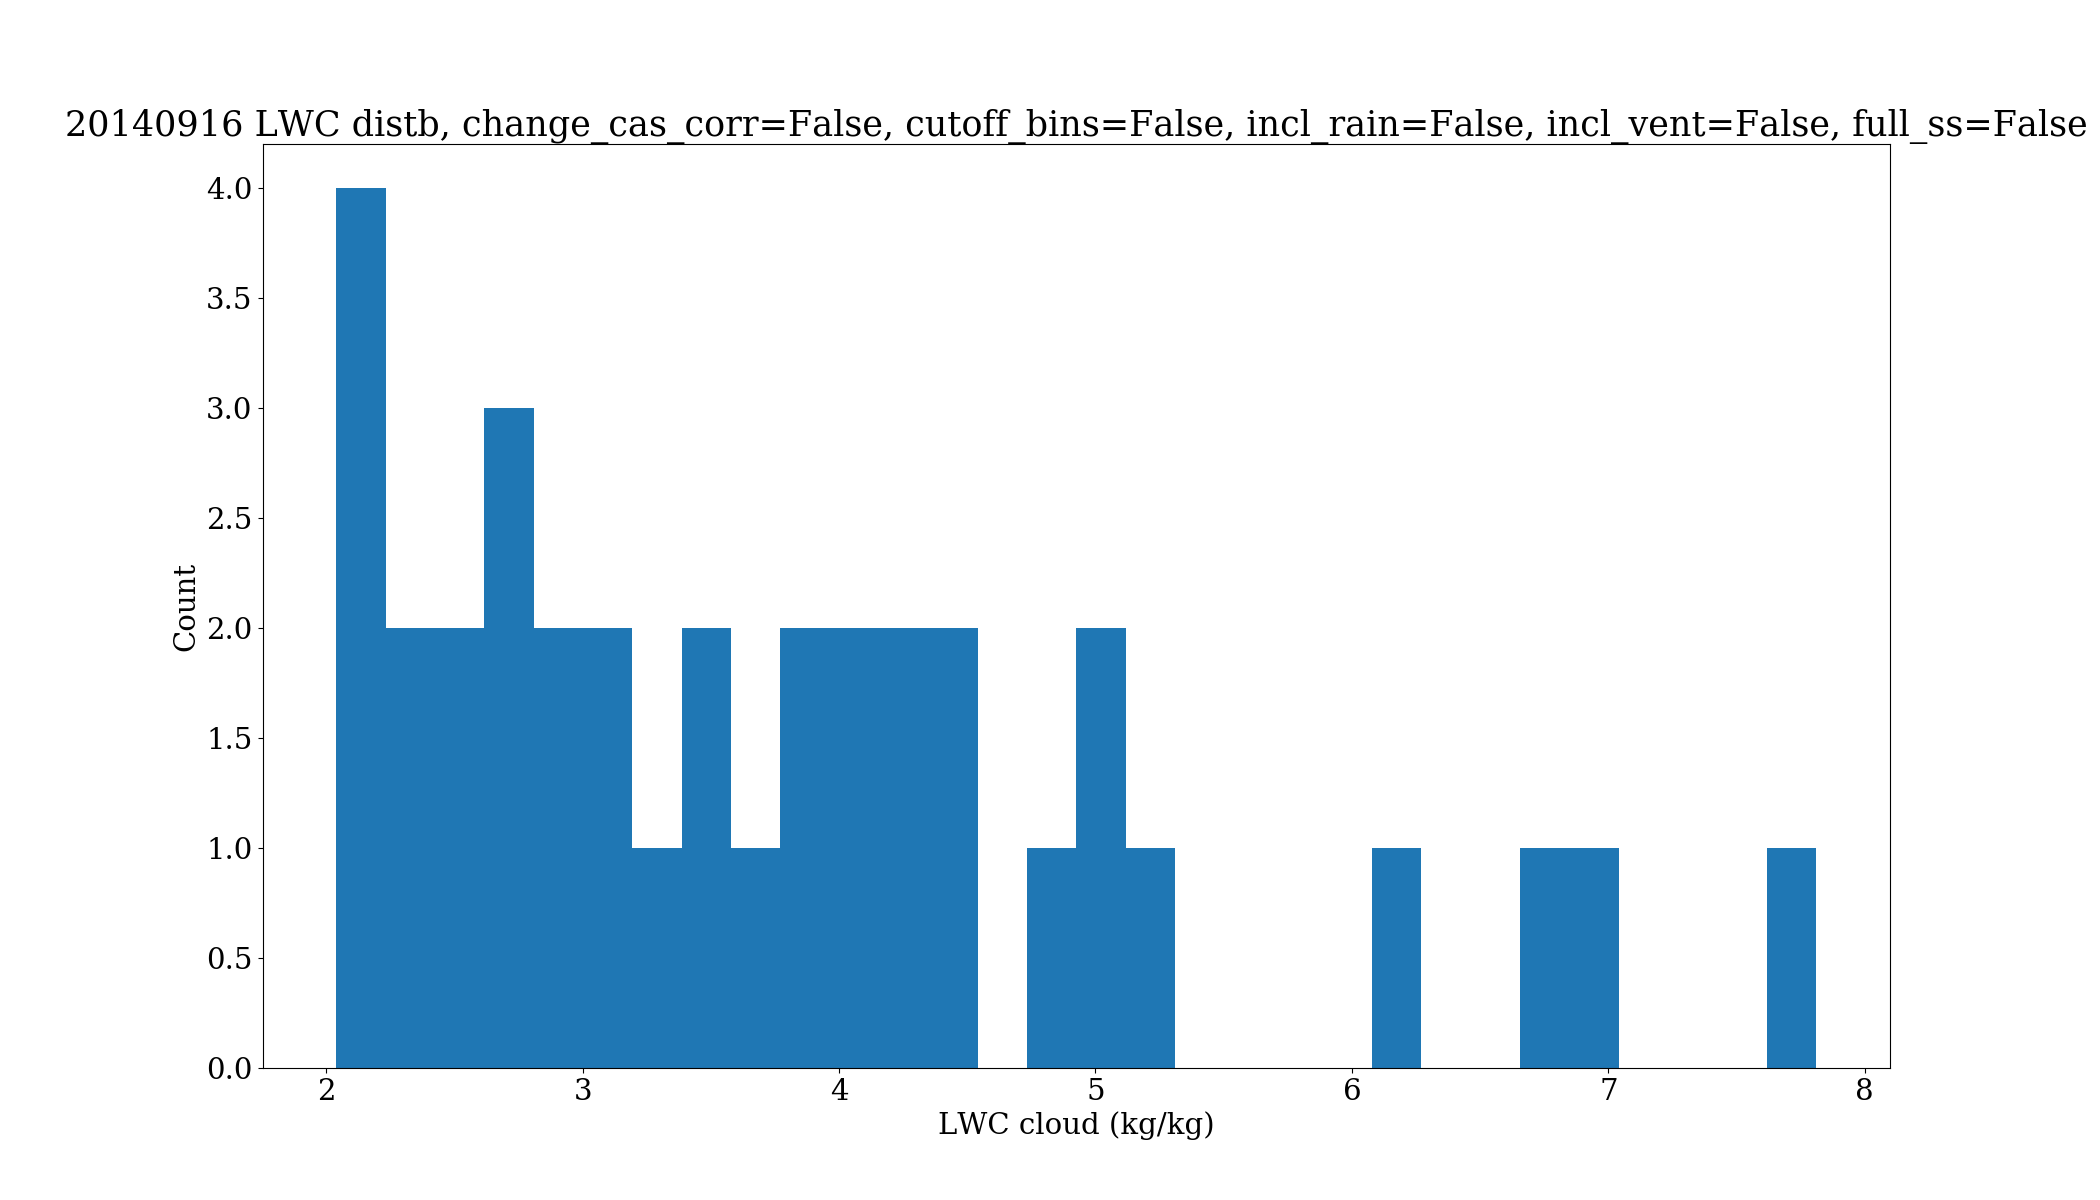 20140916 LWC distb, change_cas_corr=False, cutoff_bins=False, incl_rain=False, incl_vent=False, full_ss=False
4.0
3.5
3.0
2.5
2.0
1.5
1.0
0.5
0.0
Count
2 3 4 5 6 7 8
LWC cloud (kg/kg)